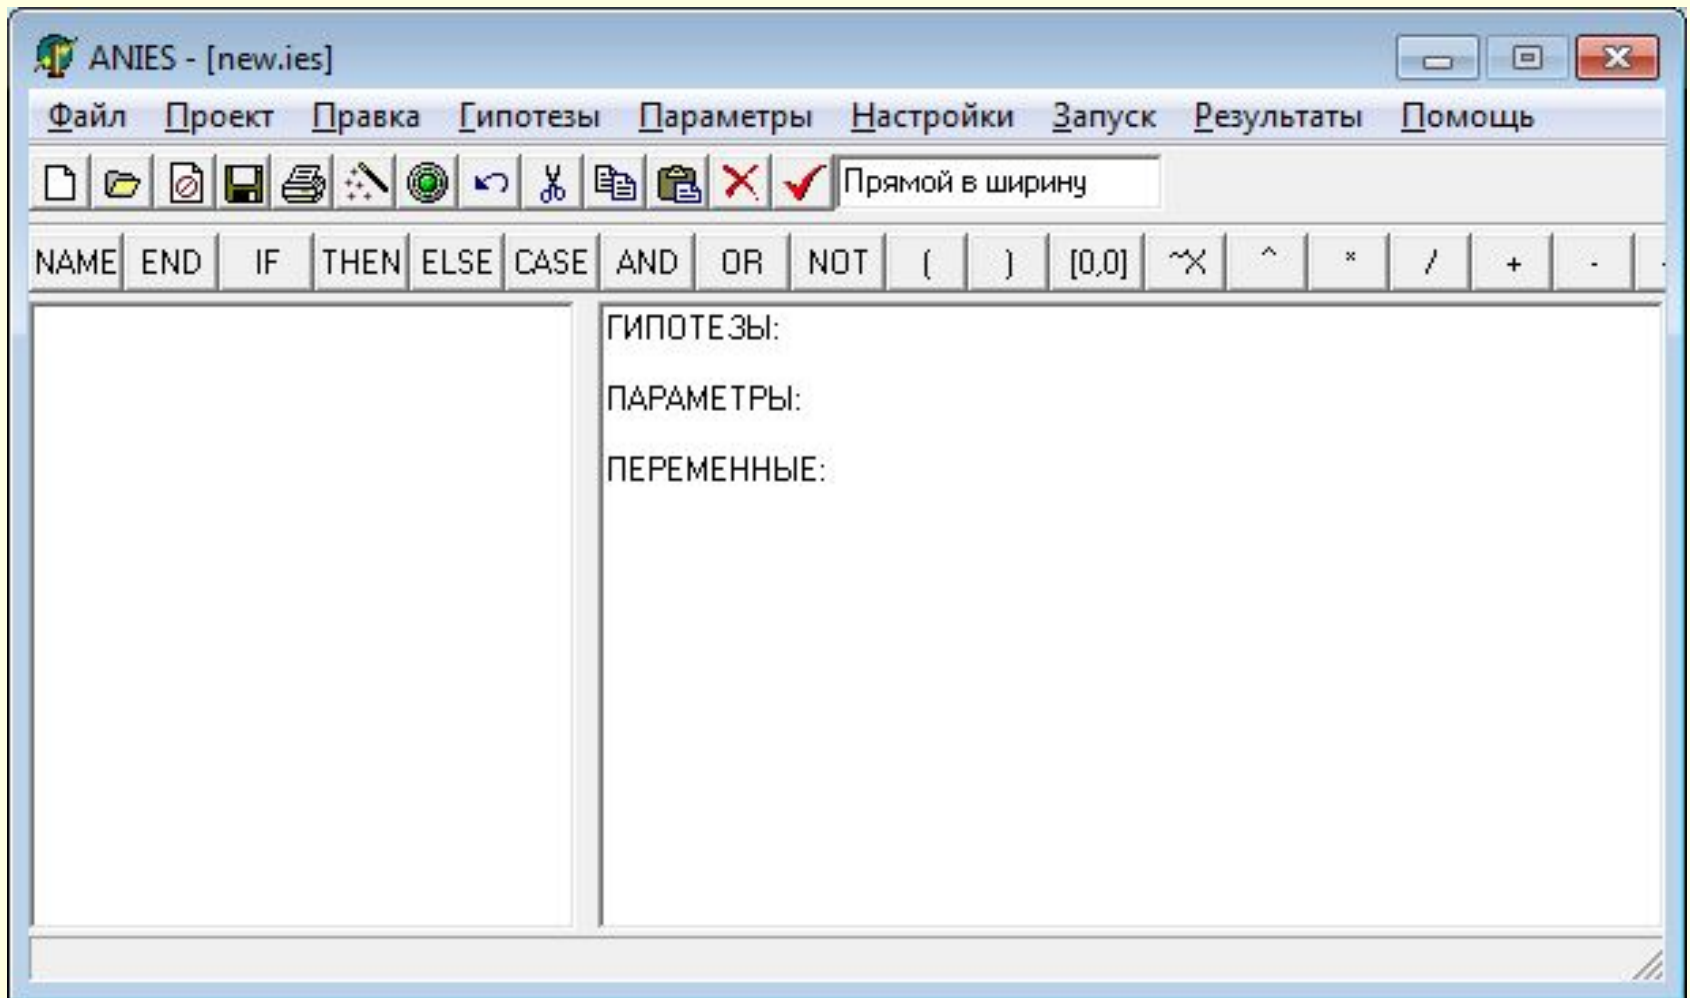 ANIES - [new.ies]
Файл Проект Правка Гипотезы Параметры Настройки Запуск Результаты Помощь
Прямой в ширину
NAME END IF THEN ELSE CASE AND OR NOT ( ) [0,0] ~X ^ * / + -
ГИПОТЕЗЫ:
ПАРАМЕТРЫ:
ПЕРЕМЕННЫЕ: